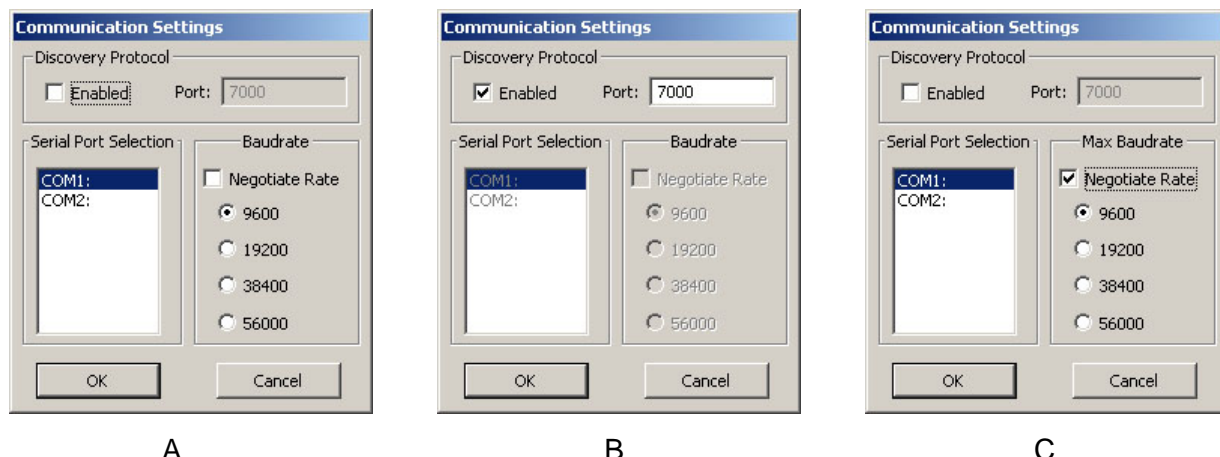 Communication Settings
Discovery Protocol
Enabled Port: 7000
Serial Port Selection
COM1:
COM2:
Baudrate
Negotiate Rate
9600
19200
38400
56000
OK Cancel
A
Communication Settings
Discovery Protocol
Enabled Port: 7000
Serial Port Selection
COM1:
COM2:
Baudrate
Negotiate Rate
9600
19200
38400
56000
OK Cancel
B
Communication Settings
Discovery Protocol
Enabled Port: 7000
Serial Port Selection
COM1:
COM2:
Max Baudrate
Negotiate Rate
9600
19200
38400
56000
OK Cancel
C